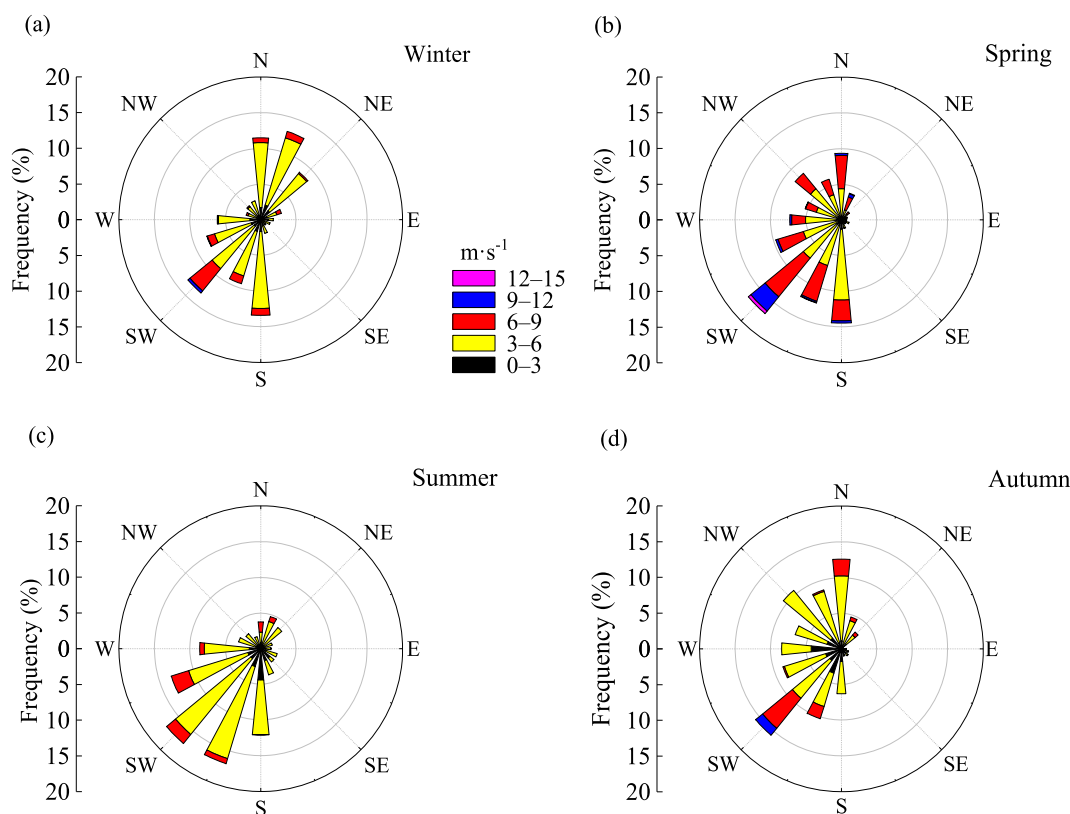 (a)
Winter
Frequency (%)
20
15
10
5
0
5
10
15
20
N
NE
E
SE
S
SW
W
NW
m·s⁻¹
12–15
9–12
6–9
3–6
0–3
(b)
Spring
Frequency (%)
20
15
10
5
0
5
10
15
20
N
NE
E
SE
S
SW
W
NW
(c)
Summer
Frequency (%)
20
15
10
5
0
5
10
15
20
N
NE
E
SE
S
SW
W
NW
(d)
Autumn
Frequency (%)
20
15
10
5
0
5
10
15
20
N
NE
E
SE
S
SW
W
NW